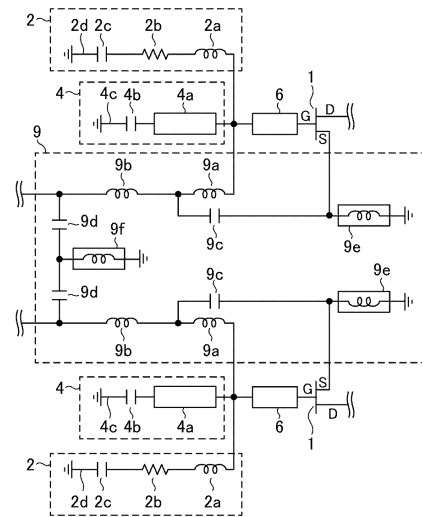 2
2d 2c 2b 2a
4
4c 4b 4a 6 G 1 D
S
9
9b 9a
9d 9f 9c 9e
9d 9c 9e
9b 9a
4 S
4c 4b 4a 6 G D
1
2
2d 2c 2b 2a